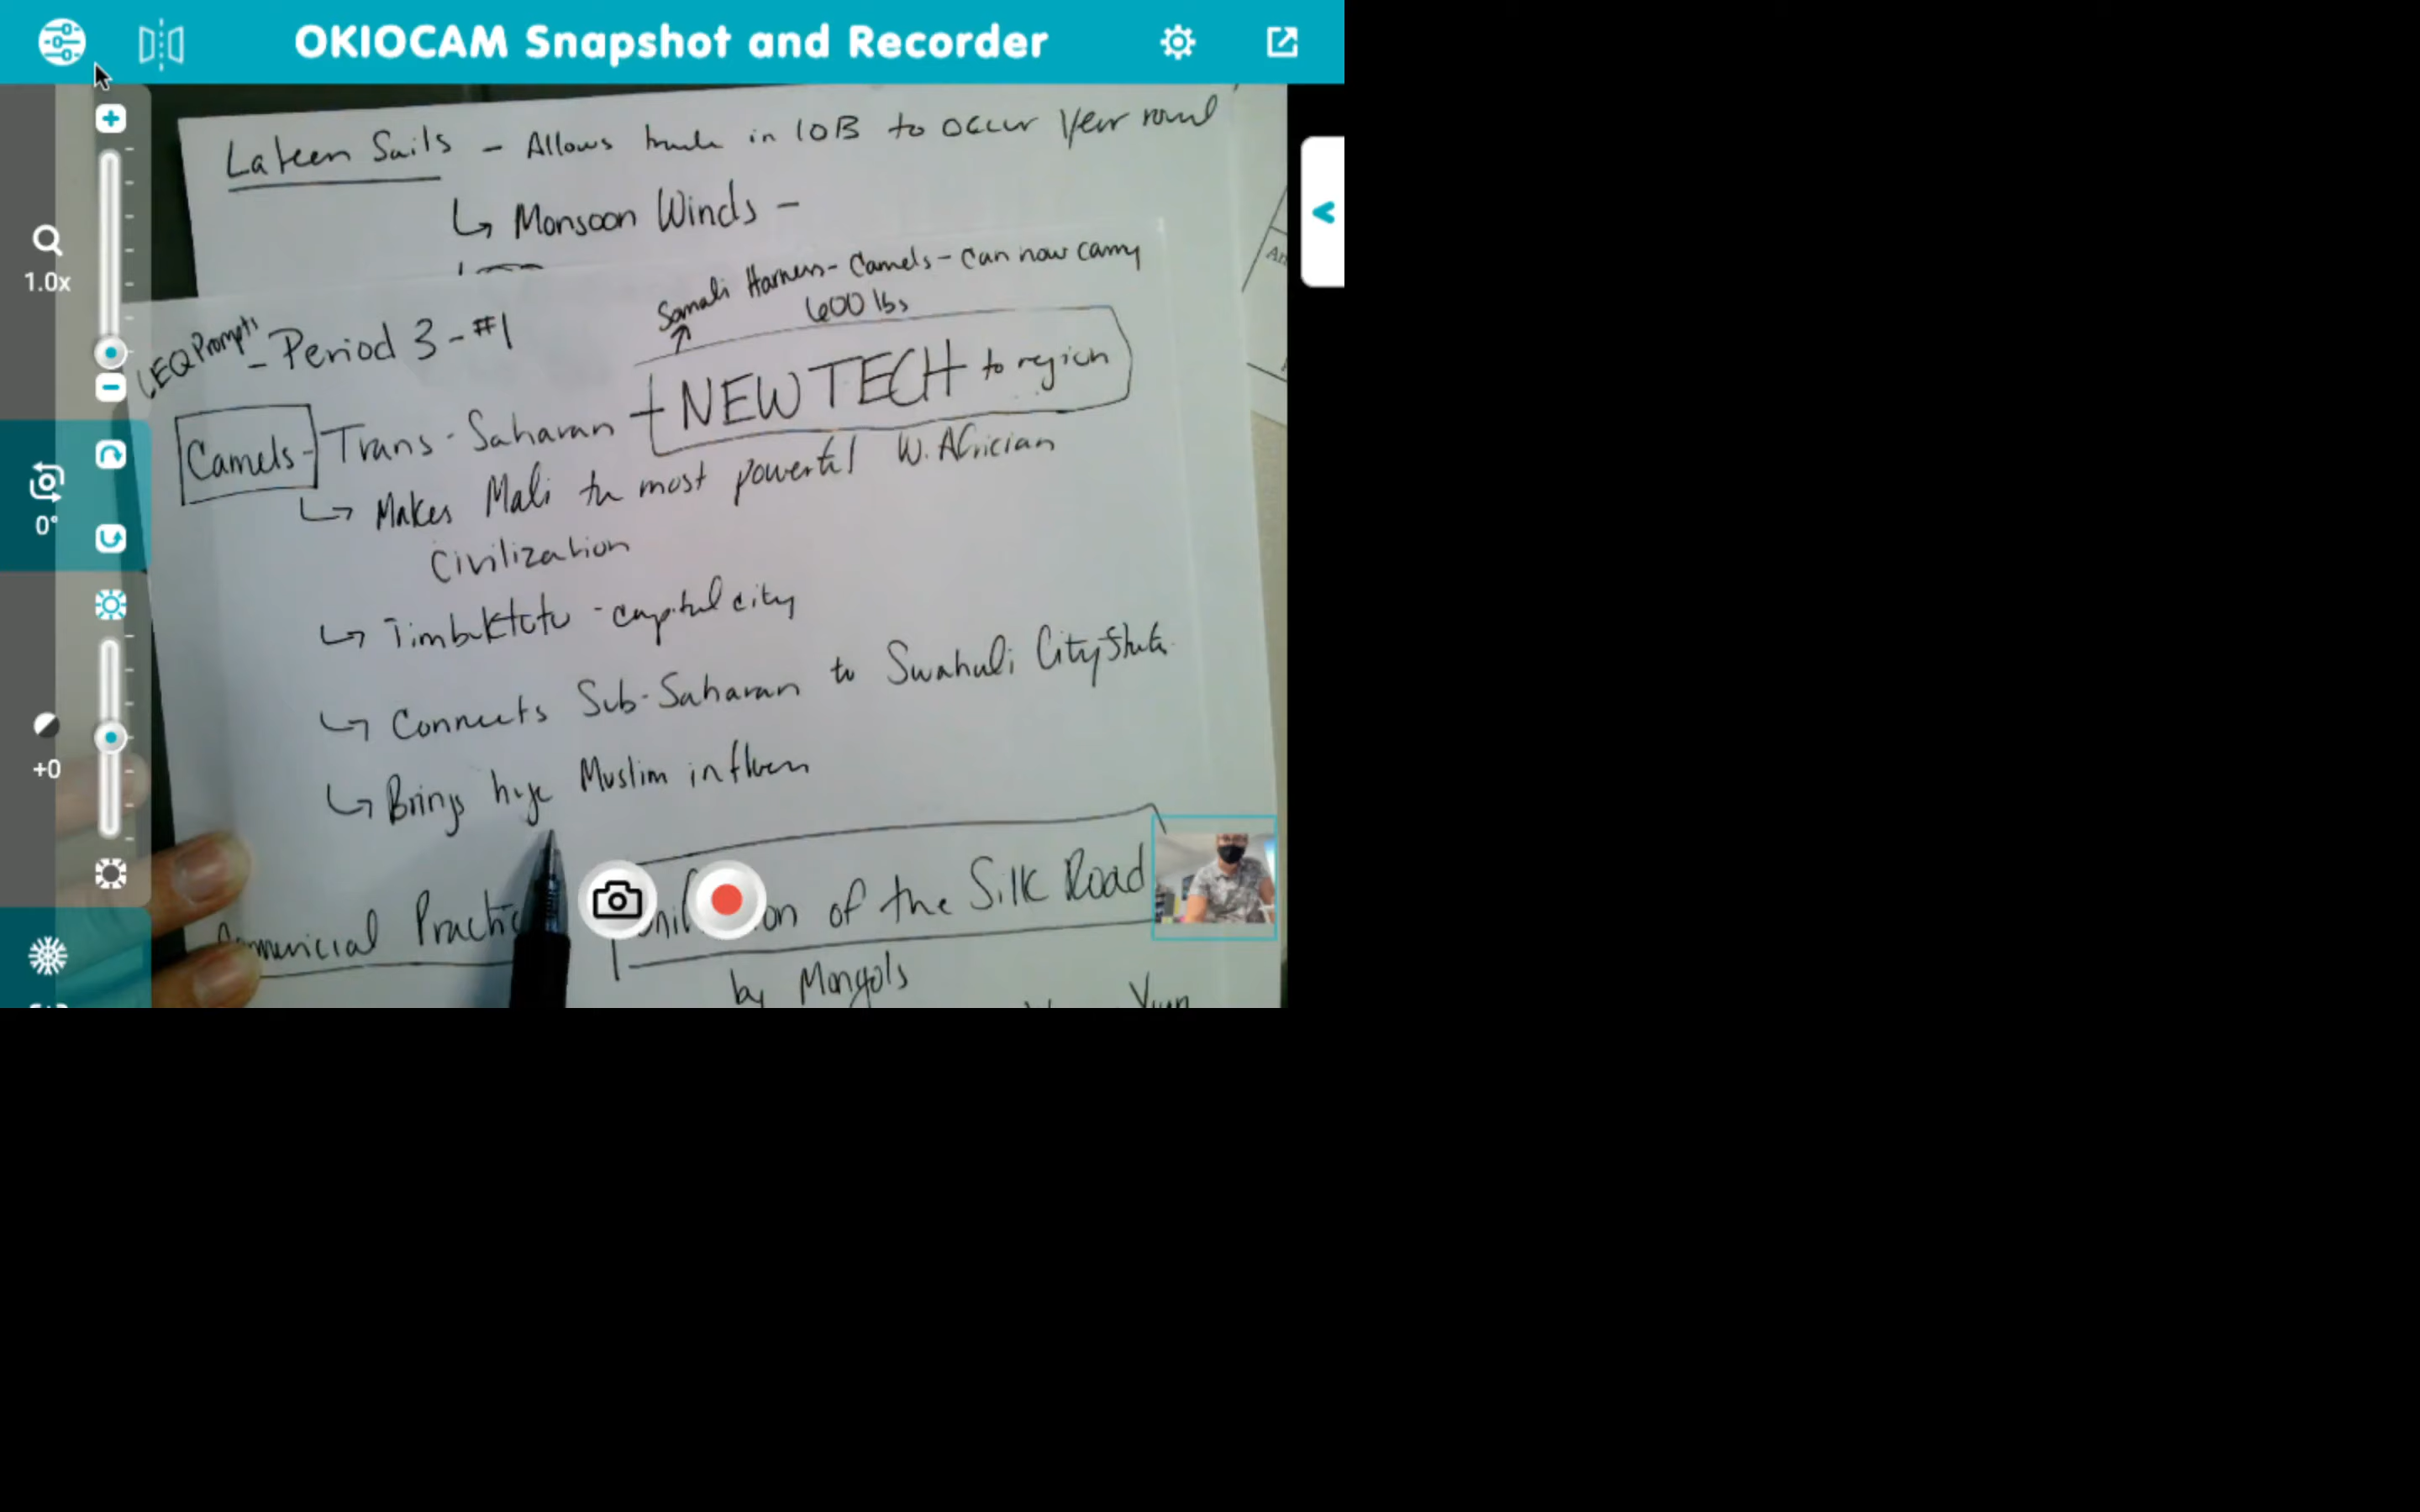 OKIOCAM Snapshot and Recorder
Lateen Sails - Allows trade in IOB to occur Year round
↳ Monsoon Winds -
Somali Harness - Camels - can now carry
600 lbs
LEQ Prompts
- Period 3 - #1
Camels - Trans-Saharan + NEW TECH to region
↳ Makes Mali the most powerful W. African
Civilization
↳ Timbuktutu - capital city
↳ Connects Sub-Saharan to Swahili City State
↳ Brings huge Muslim influen
of the Silk Road
by Mongols
1.0x
0°
+0